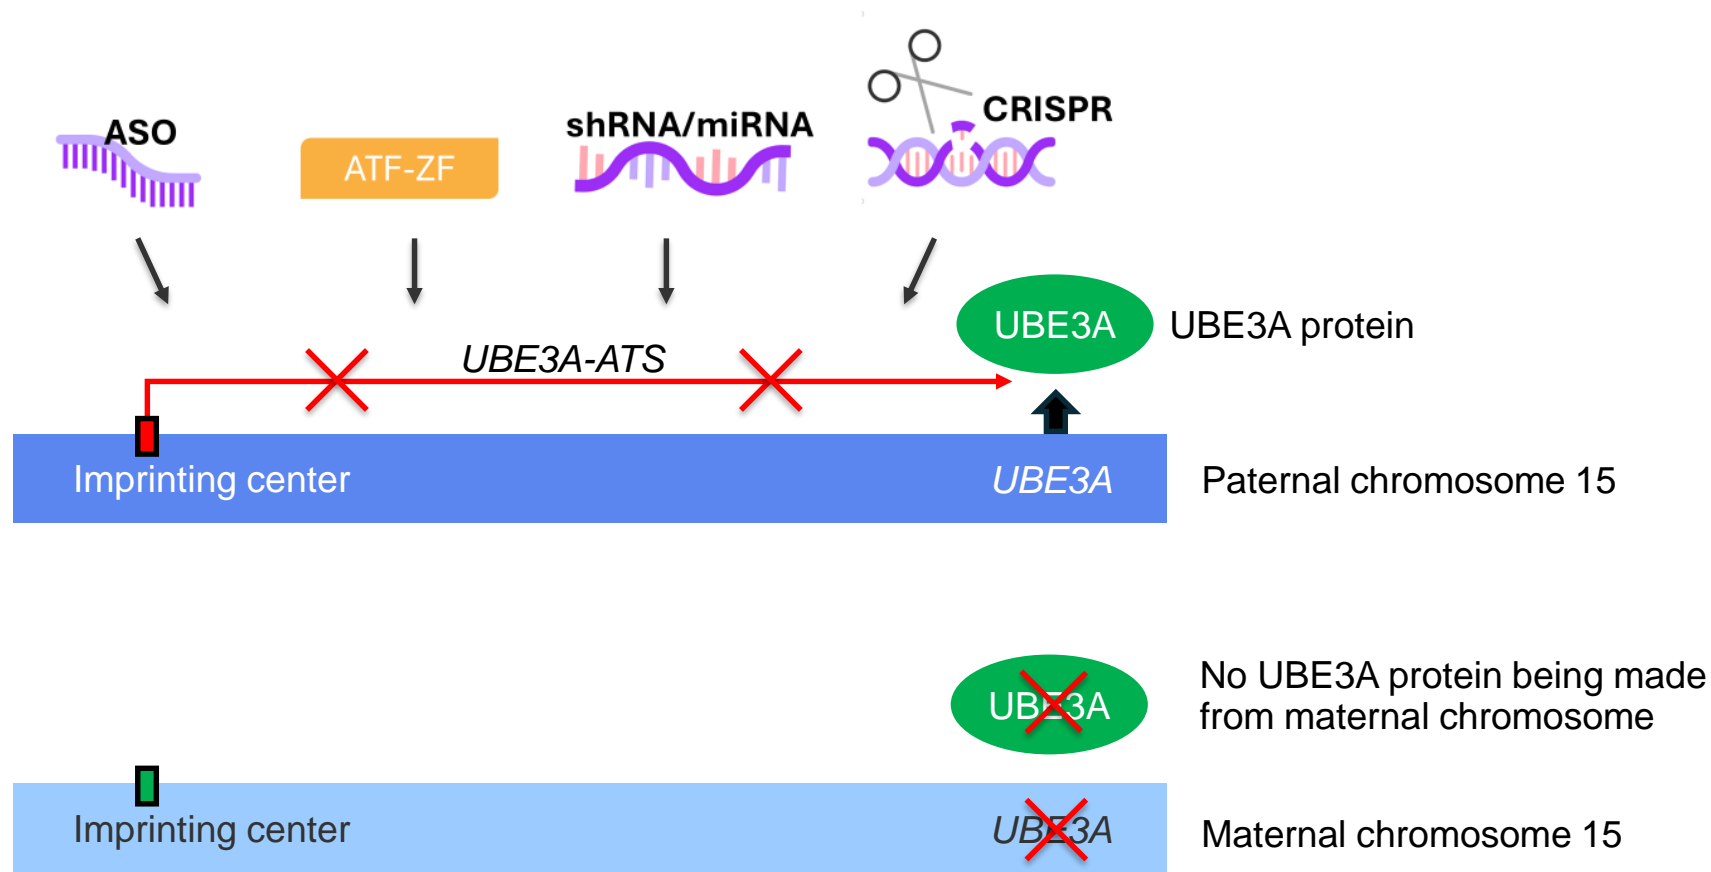 ASO
ATF-ZF
shRNA/miRNA
CRISPR
UBE3A
UBE3A protein
UBE3A-ATS
Imprinting center
UBE3A
Paternal chromosome 15
UBE3A
No UBE3A protein being made
from maternal chromosome
Imprinting center
UBE3A
Maternal chromosome 15